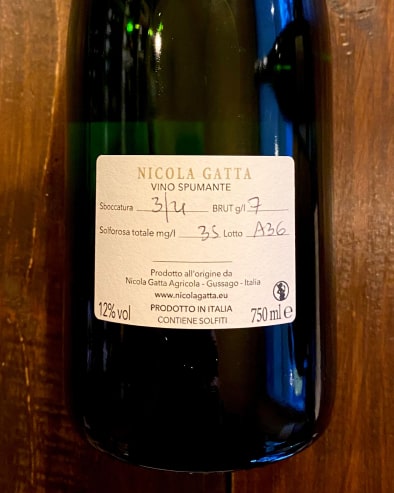 NICOLA GATTA
VINO SPUMANTE
Sboccatura 3/21 BRUT g/l 7
Solforosa totale mg/l 35 Lotto A36
Prodotto all'origine da
Nicola Gatta Agricola - Gussago - Italia
www.nicolagatta.eu
12% vol PRODOTTO IN ITALIA 750 ml e
CONTIENE SOLFITI